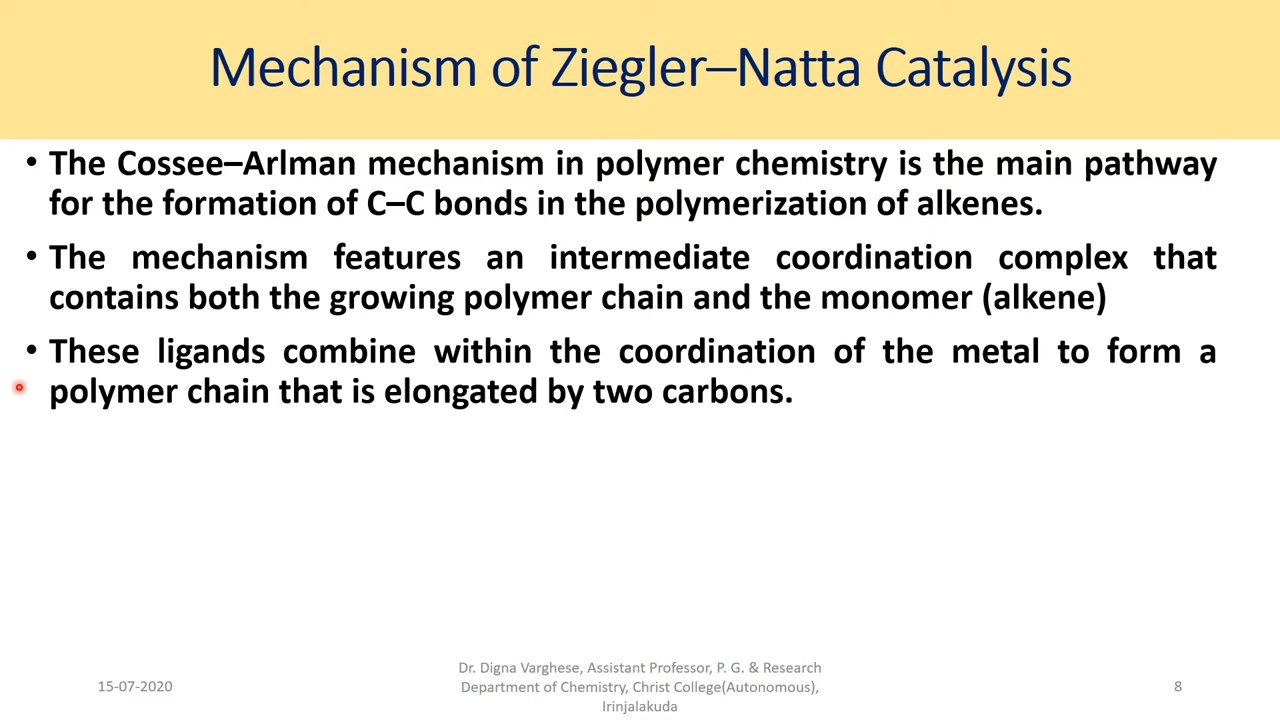 Mechanism of Ziegler–Natta Catalysis
• The Cossee–Arlman mechanism in polymer chemistry is the main pathway
for the formation of C–C bonds in the polymerization of alkenes.
• The mechanism features an intermediate coordination complex that
contains both the growing polymer chain and the monomer (alkene)
• These ligands combine within the coordination of the metal to form a
polymer chain that is elongated by two carbons.
15-07-2020
Dr. Digna Varghese, Assistant Professor, P. G. & Research
Department of Chemistry, Christ College(Autonomous),
Irinjalakuda
8